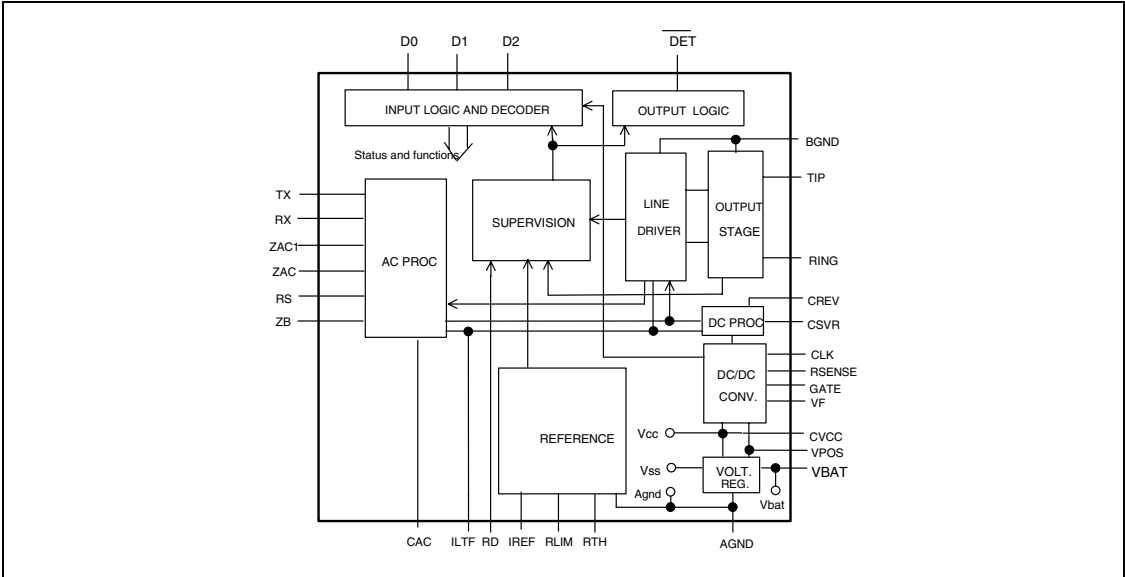 D0 D1 D2 DET
INPUT LOGIC AND DECODER
OUTPUT LOGIC
Status and functions
BGND
TIP
RING
CREV
CSVR
CLK
RSENSE
GATE
VF
CVCC
VPOS
VBAT
TX
RX
ZAC1
ZAC
RS
ZB
AC PROC
SUPERVISION
LINE
DRIVER
OUTPUT
STAGE
DC PROC
DC/DC
CONV.
REFERENCE
Vcc
Vss
Agnd
VOLT.
REG.
Vbat
CAC ILTF RD IREF RLIM RTH AGND